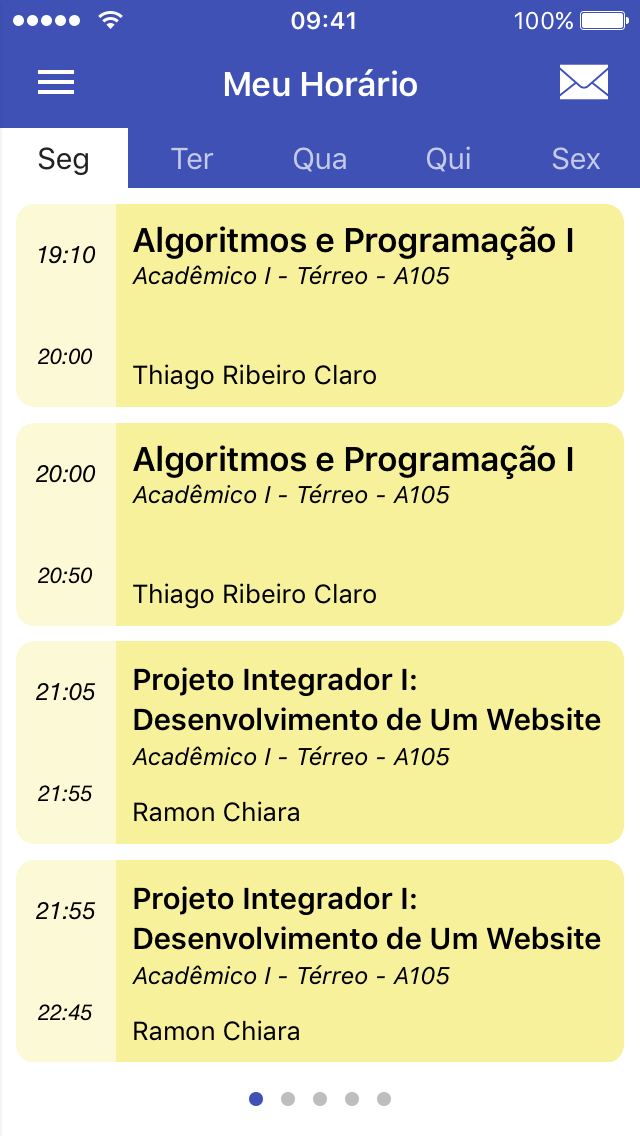 09:41
100%
Meu Horário
Seg
Ter
Qua
Qui
Sex
19:10
Algoritmos e Programação I
Acadêmico I - Térreo - A105
20:00
Thiago Ribeiro Claro
20:00
Algoritmos e Programação I
Acadêmico I - Térreo - A105
20:50
Thiago Ribeiro Claro
21:05
Projeto Integrador I:
Desenvolvimento de Um Website
Acadêmico I - Térreo - A105
21:55
Ramon Chiara
21:55
Projeto Integrador I:
Desenvolvimento de Um Website
Acadêmico I - Térreo - A105
22:45
Ramon Chiara